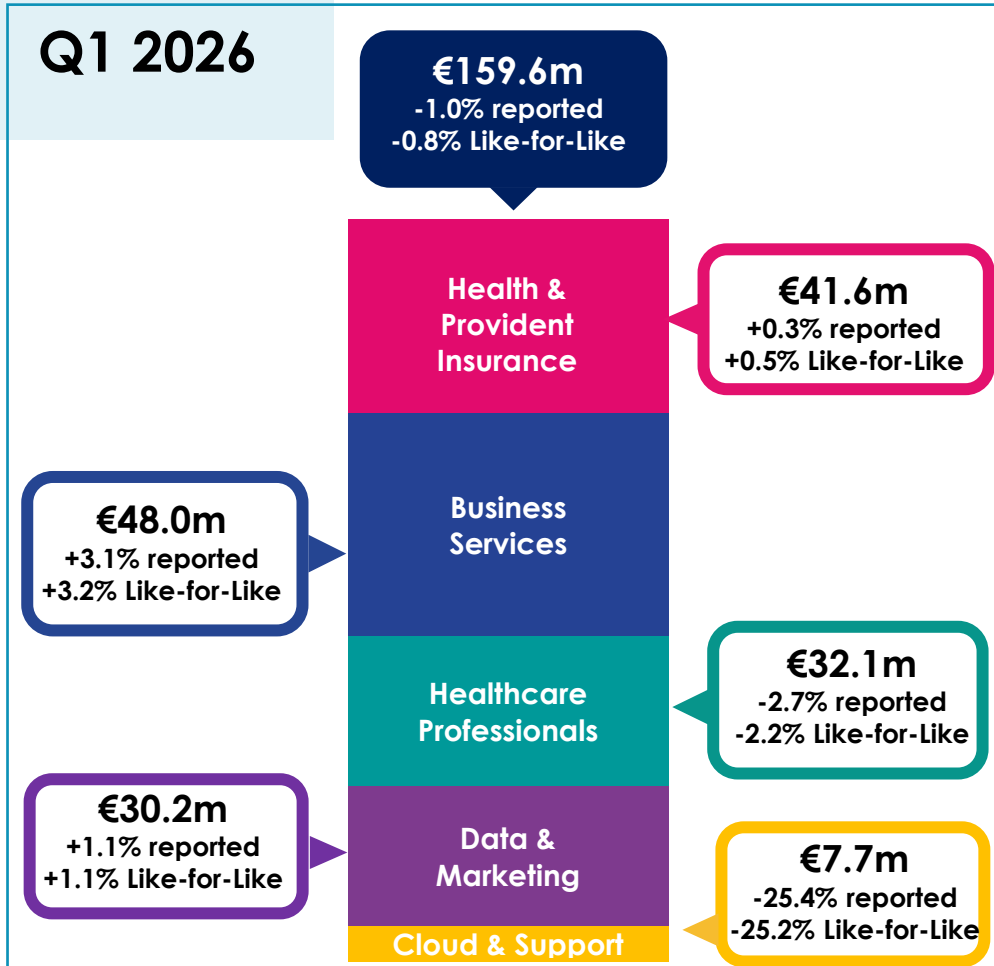 Q1 2026
€159.6m
-1.0% reported
-0.8% Like-for-Like
Health &
Provident
Insurance
€41.6m
+0.3% reported
+0.5% Like-for-Like
Business
Services
€48.0m
+3.1% reported
+3.2% Like-for-Like
Healthcare
Professionals
€32.1m
-2.7% reported
-2.2% Like-for-Like
Data &
Marketing
€30.2m
+1.1% reported
+1.1% Like-for-Like
Cloud & Support
€7.7m
-25.4% reported
-25.2% Like-for-Like